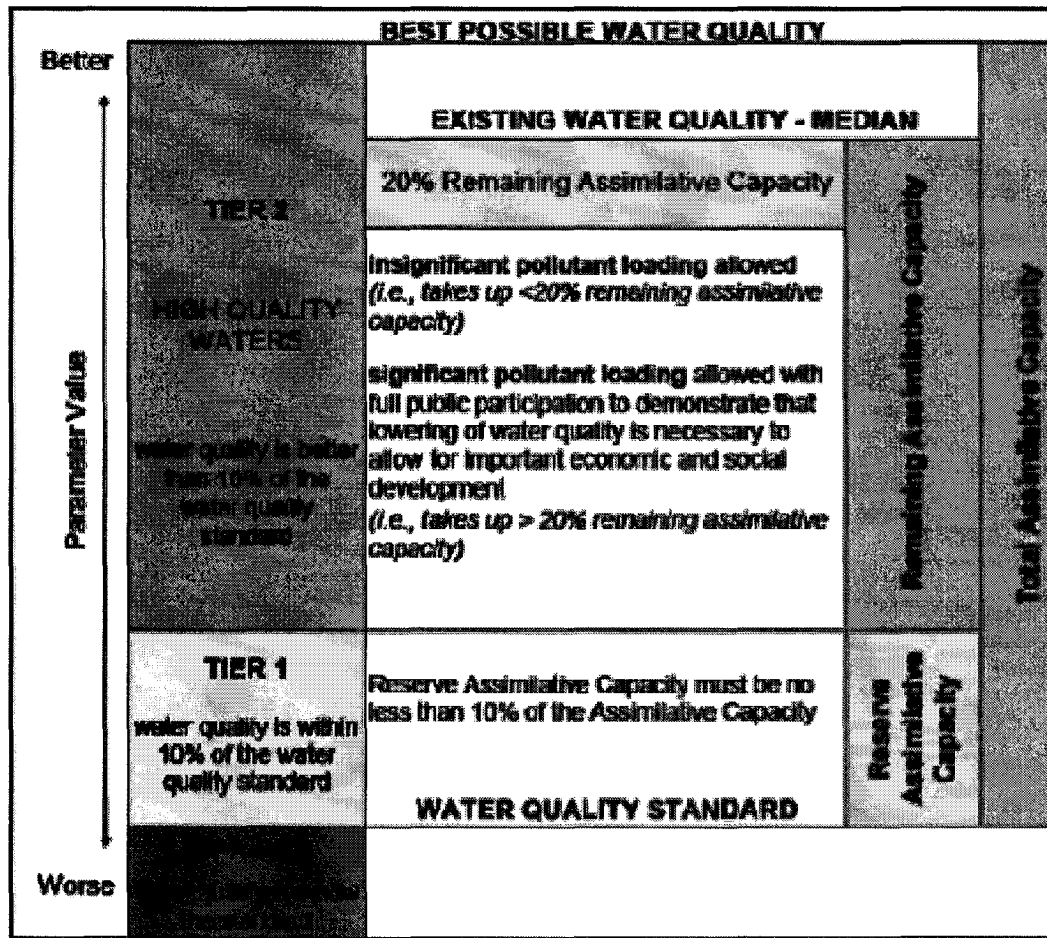 BEST POSSIBLE WATER QUALITY
Better
EXISTING WATER QUALITY - MEDIAN
20% Remaining Assimilative Capacity
TIER 2
HIGH QUALITY
WATERS
water quality is better
than 10% of the
water quality
standard
insignificant pollutant loading allowed
(i.e., takes up <20% remaining assimilative
capacity)
significant pollutant loading allowed with
full public participation to demonstrate that
lowering of water quality is necessary to
allow for important economic and social
development
(i.e., takes up > 20% remaining assimilative
capacity)
Remaining Assimilative Capacity
Total Assimilative Capacity
Parameter Value
TIER 1
water quality is within
10% of the water
quality standard
Reserve Assimilative Capacity must be no
less than 10% of the Assimilative Capacity
Reserve
Assimilative
Capacity
WATER QUALITY STANDARD
Worse